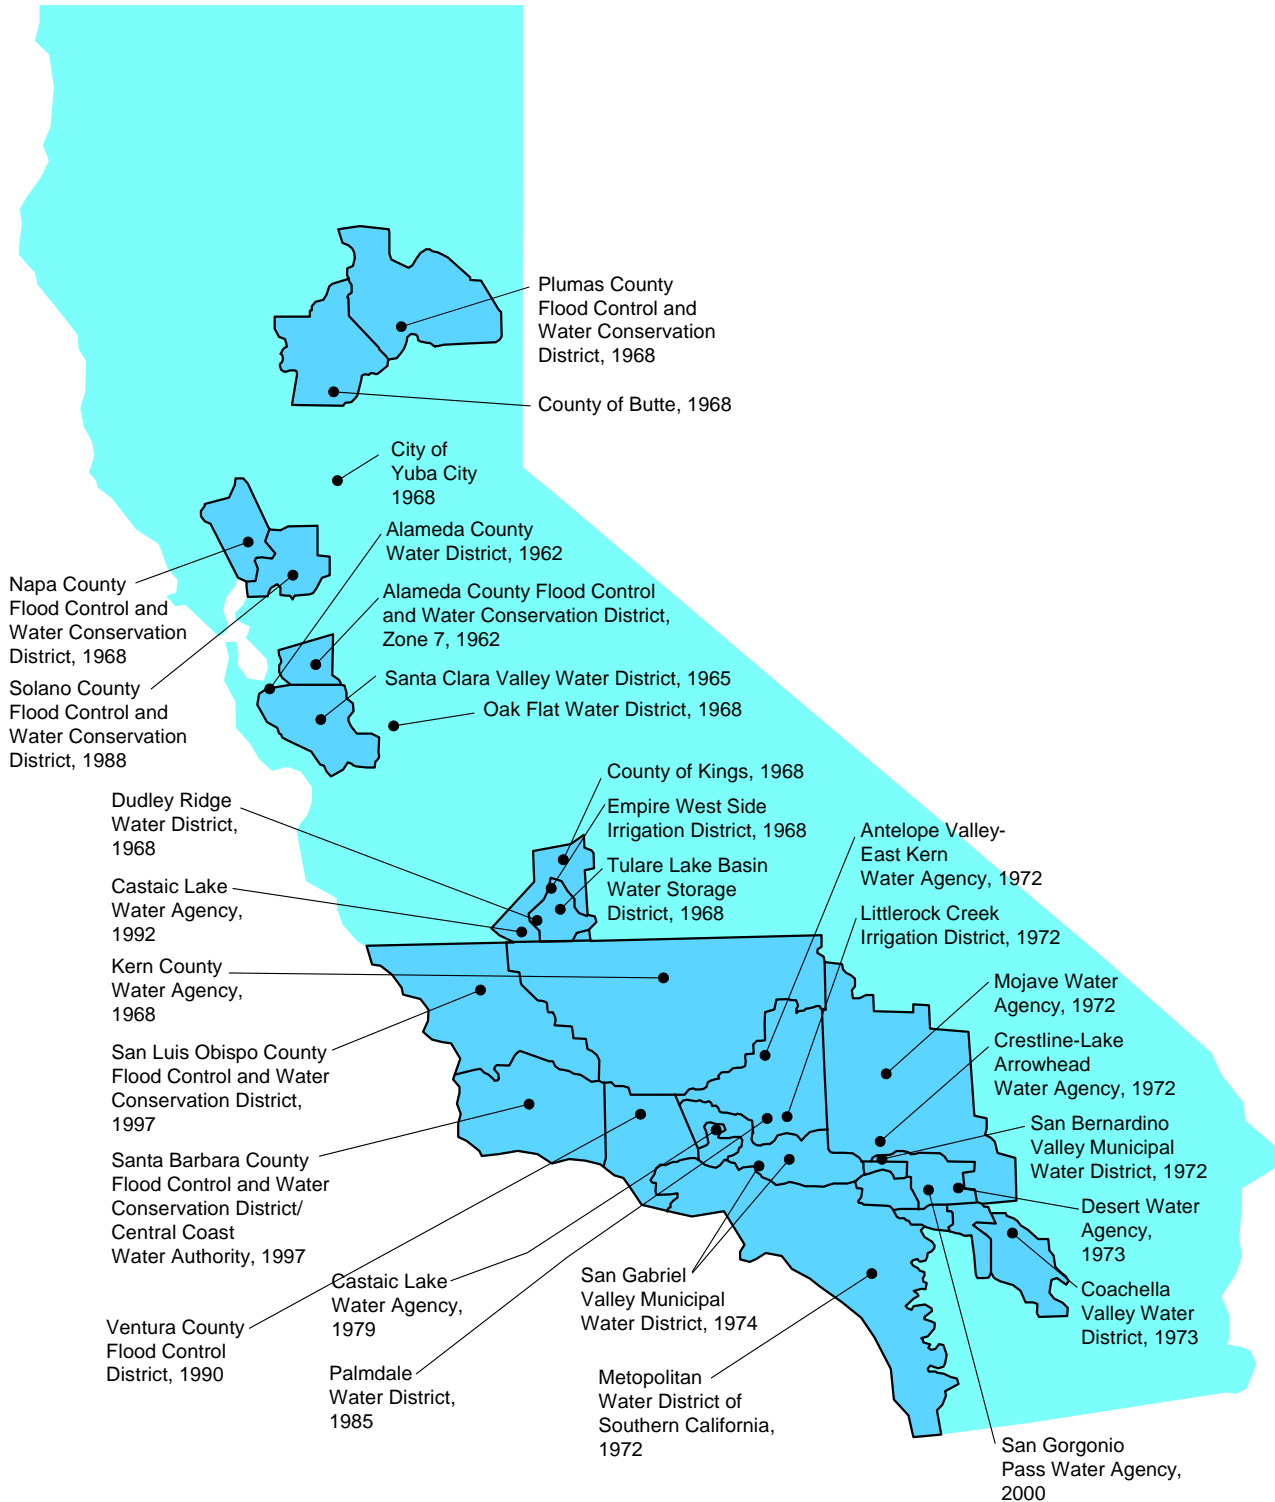 Plumas County
Flood Control and
Water Conservation
District, 1968
County of Butte, 1968
City of
Yuba City
1968
Alameda County
Water District, 1962
Napa County
Flood Control and
Water Conservation
District, 1968
Alameda County Flood Control
and Water Conservation District,
Zone 7, 1962
Santa Clara Valley Water District, 1965
Solano County
Flood Control and
Water Conservation
District, 1988
Oak Flat Water District, 1968
County of Kings, 1968
Dudley Ridge
Water District,
1968
Empire West Side
Irrigation District, 1968
Antelope Valley-
East Kern
Water Agency, 1972
Tulare Lake Basin
Water Storage
District, 1968
Castaic Lake
Water Agency,
1992
Littlerock Creek
Irrigation District, 1972
Kern County
Water Agency,
1968
Mojave Water
Agency, 1972
San Luis Obispo County
Flood Control and Water
Conservation District,
1997
Crestline-Lake
Arrowhead
Water Agency, 1972
San Bernardino
Valley Municipal
Water District, 1972
Santa Barbara County
Flood Control and Water
Conservation District/
Central Coast
Water Authority, 1997
Desert Water
Agency,
1973
Castaic Lake
Water Agency,
1979
San Gabriel
Valley Municipal
Water District, 1974
Coachella
Valley Water
District, 1973
Ventura County
Flood Control
District, 1990
Palmdale
Water District,
1985
Metopolitan
Water District of
Southern California,
1972
San Gorgonio
Pass Water Agency,
2000